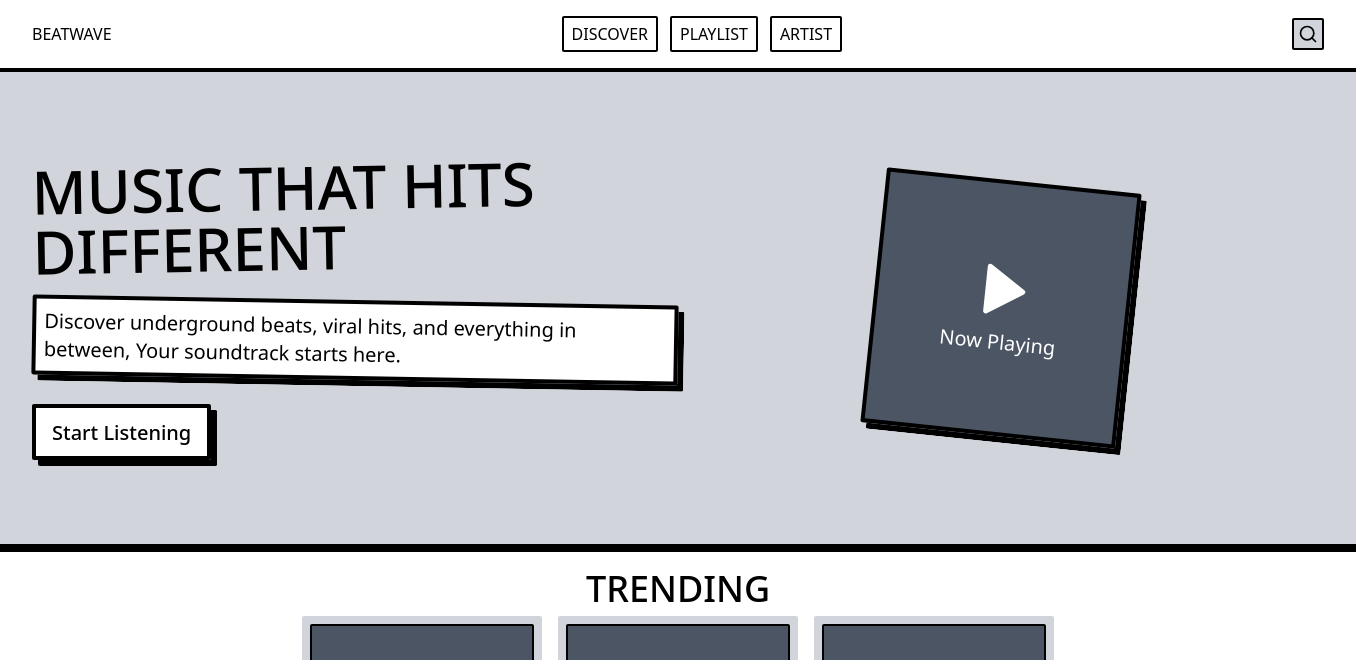 BEATWAVE
DISCOVER
PLAYLIST
ARTIST
MUSIC THAT HITS
DIFFERENT
Discover underground beats, viral hits, and everything in
between, Your soundtrack starts here.
Start Listening
Now Playing
TRENDING